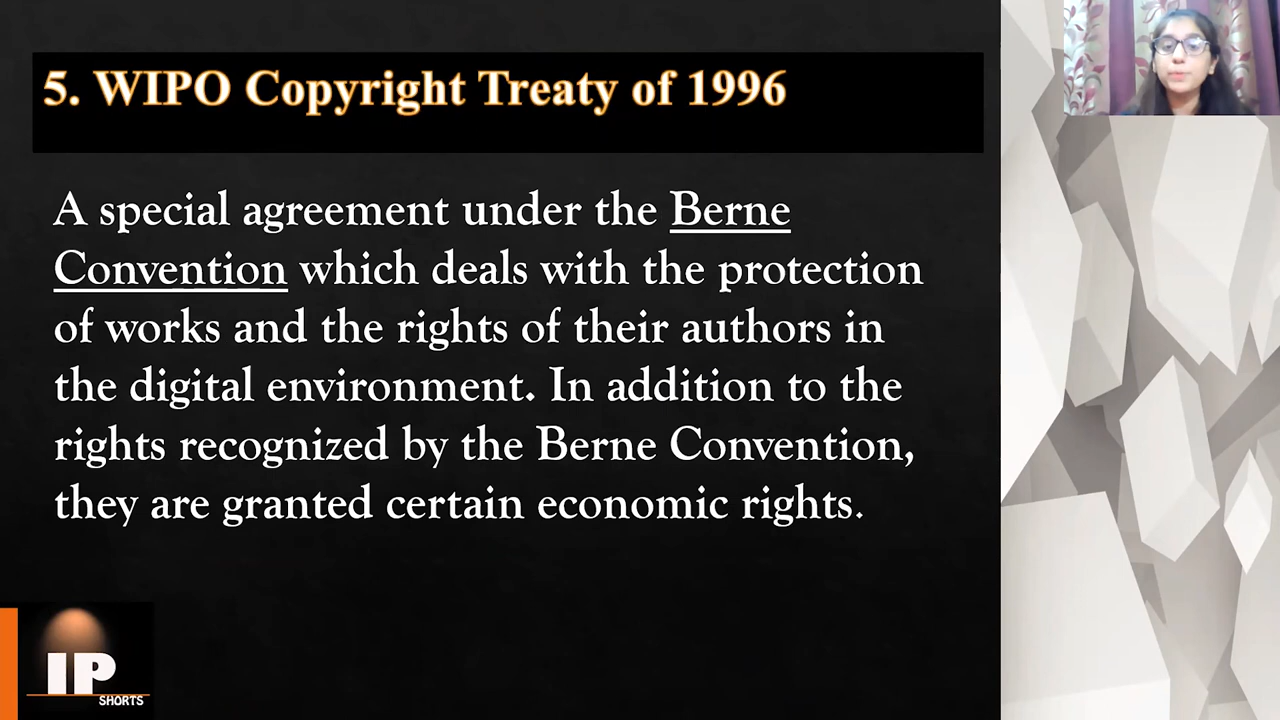 5. WIPO Copyright Treaty of 1996
A special agreement under the Berne
Convention which deals with the protection
of works and the rights of their authors in
the digital environment. In addition to the
rights recognized by the Berne Convention,
they are granted certain economic rights.
IP
SHORTS